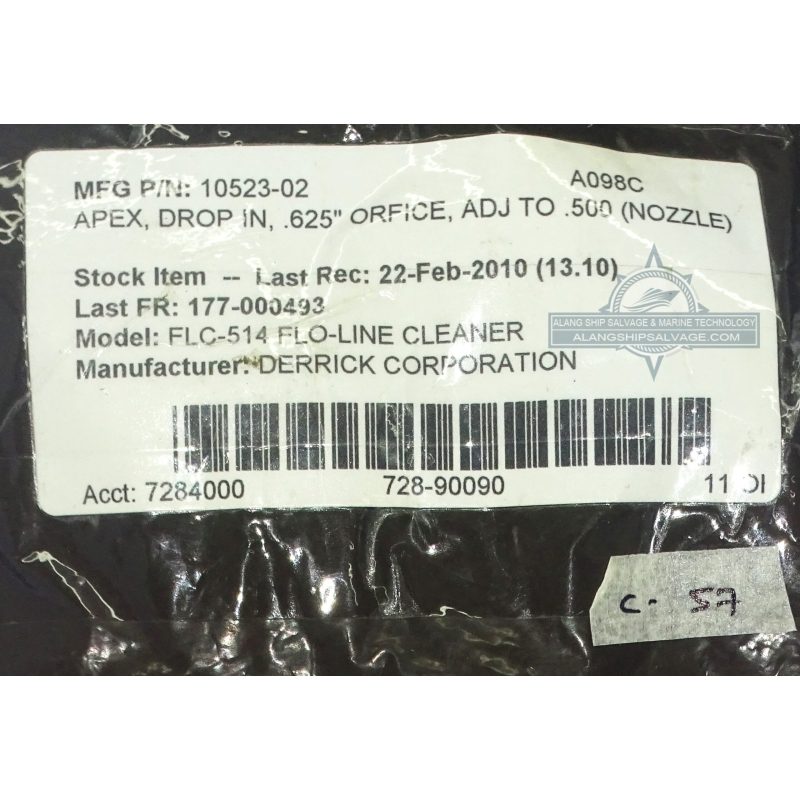 MFG P/N: 10523-02 A098C
APEX, DROP IN, .625" ORFICE, ADJ TO .500 (NOZZLE)
Stock Item -- Last Rec: 22-Feb-2010 (13.10)
Last FR: 177-000493
Model: FLC-514 FLO-LINE CLEANER
Manufacturer: DERRICK CORPORATION
ALANG SHIP SALVAGE & MARINE TECHNOLOGY
ALANGSHIPSALVAGE.COM
Acct: 7284000 728-90090 11 OI
C- 57